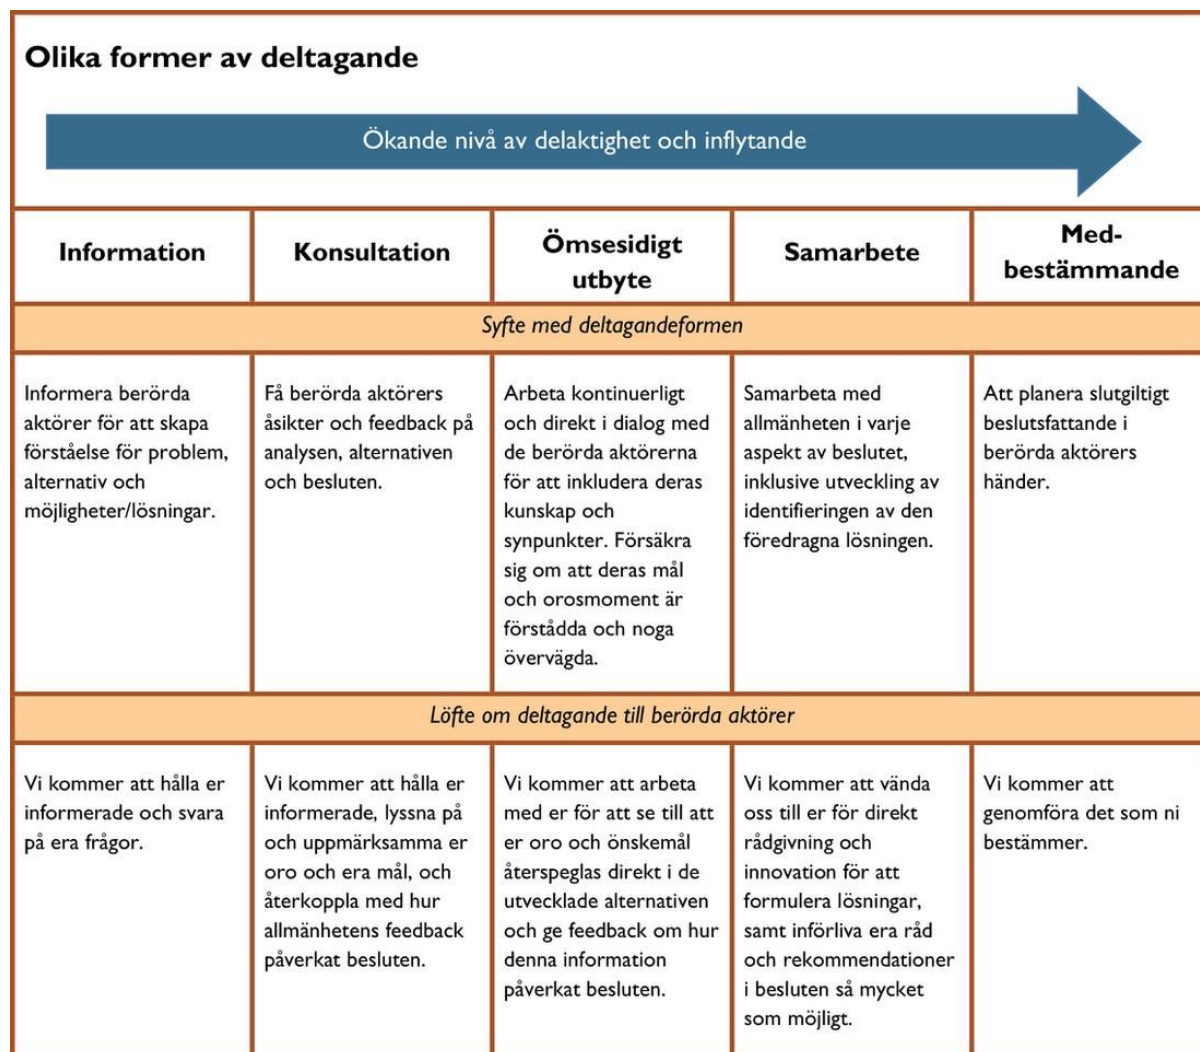 Olika former av deltagande
Ökande nivå av delaktighet och inflytande
Information
Konsultation
Ömsesidigt
utbyte
Samarbete
Med-
bestämmande
Syfte med deltagandeformen
Informera berörda
aktörer för att skapa
förståelse för problem,
alternativ och
möjligheter/lösningar.
Få berörda aktörers
åsikter och feedback på
analysen, alternativen
och besluten.
Arbeta kontinuerligt
och direkt i dialog med
de berörda aktörerna
för att inkludera deras
kunskap och
synpunkter. Försäkra
sig om att deras mål
och orosmoment är
förstådda och noga
övervägda.
Samarbeta med
allmänheten i varje
aspekt av beslutet,
inklusive utveckling av
identifieringen av den
föredragna lösningen.
Att planera slutgiltigt
beslutsfattande i
berörda aktörers
händer.
Löfte om deltagande till berörda aktörer
Vi kommer att hålla er
informerade och svara
på era frågor.
Vi kommer att hålla er
informerade, lyssna på
och uppmärksamma er
oro och era mål, och
återkoppla med hur
allmänhetens feedback
påverkat besluten.
Vi kommer att arbeta
med er för att se till att
er oro och önskemål
återspeglas direkt i de
utvecklade alternativen
och ge feedback om hur
denna information
påverkat besluten.
Vi kommer att vända
oss till er för direkt
rådgivning och
innovation för att
formulera lösningar,
samt införliva era råd
och rekommendationer
i besluten så mycket
som möjligt.
Vi kommer att
genomföra det som ni
bestämmer.